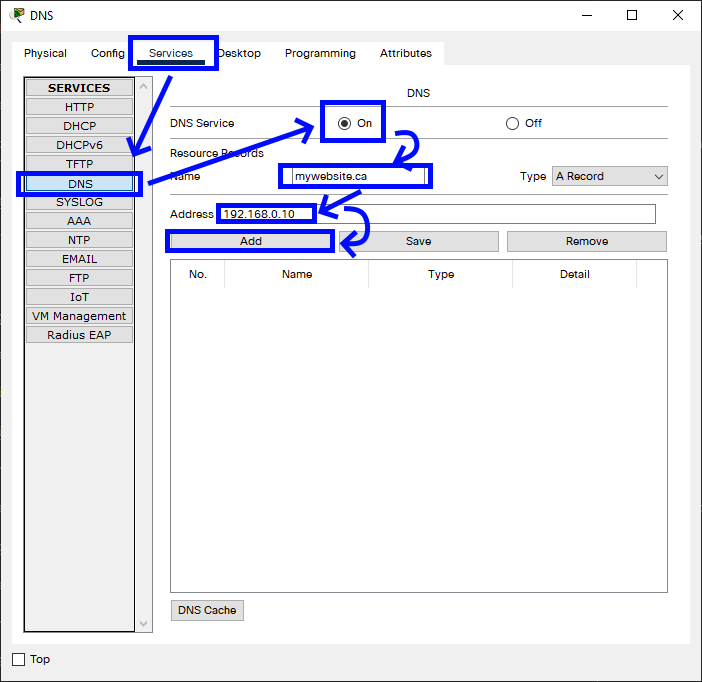 DNS
Physical Config Services Desktop Programming Attributes
SERVICES
HTTP
DHCP
DHCPv6
TFTP
DNS
SYSLOG
AAA
NTP
EMAIL
FTP
IoT
VM Management
Radius EAP
DNS
DNS Service On Off
Resource Records
Name mywebsite.ca Type A Record
Address 192.168.0.10
Add Save Remove
No. Name Type Detail
DNS Cache
Top